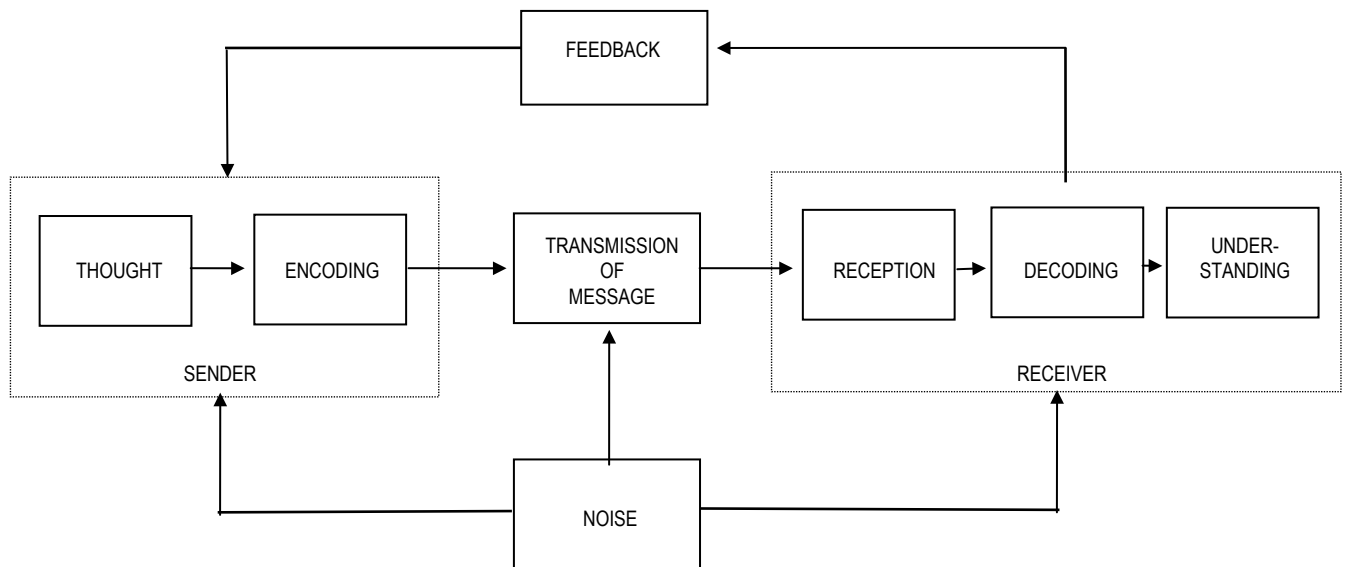 FEEDBACK
THOUGHT
ENCODING
TRANSMISSION
OF
MESSAGE
RECEPTION
DECODING
UNDER-
STANDING
SENDER
RECEIVER
NOISE